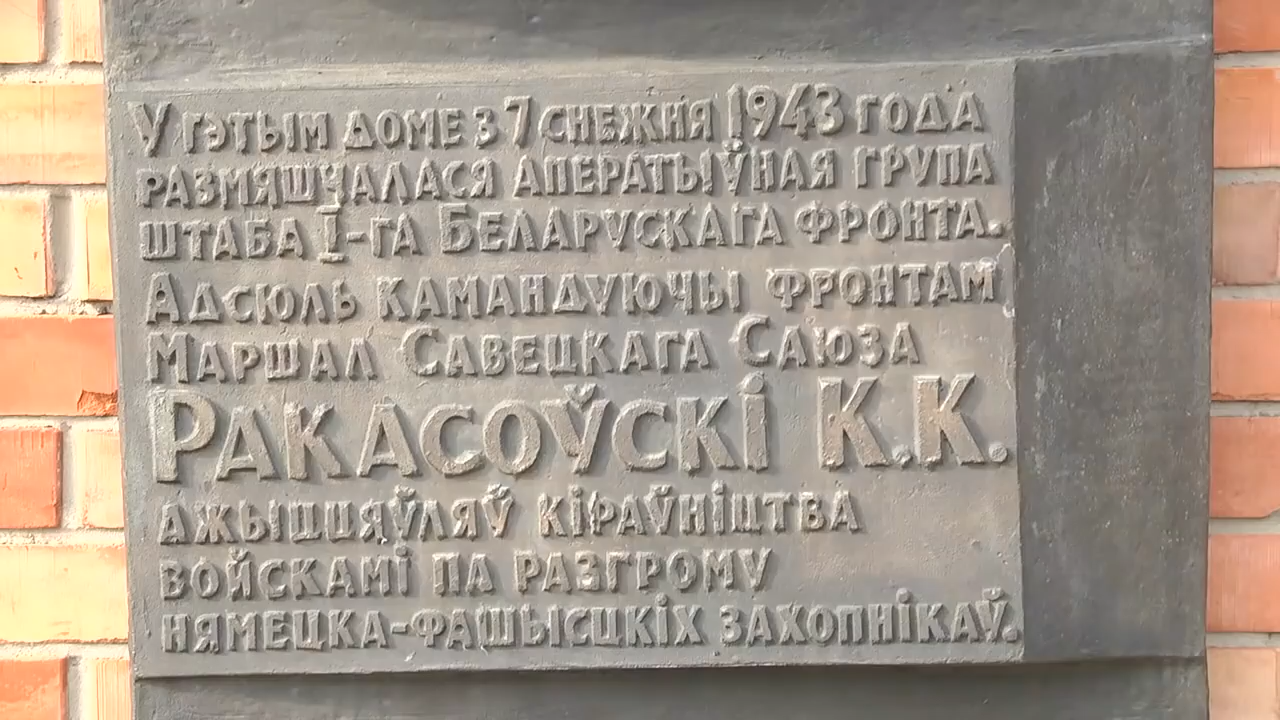 У гэтым доме з 7 снежня 1943 года
размяшчалася аператыўная група
штаба I-га Беларускага фронта.
Адсюль камандуючы фронтам
Маршал Савецкага Саюза
Ракасоўскі К.К.
ажыццяўляў кіраўніцтва
войскамі па разгрому
нямецка-фашысцкіх захопнікаў.